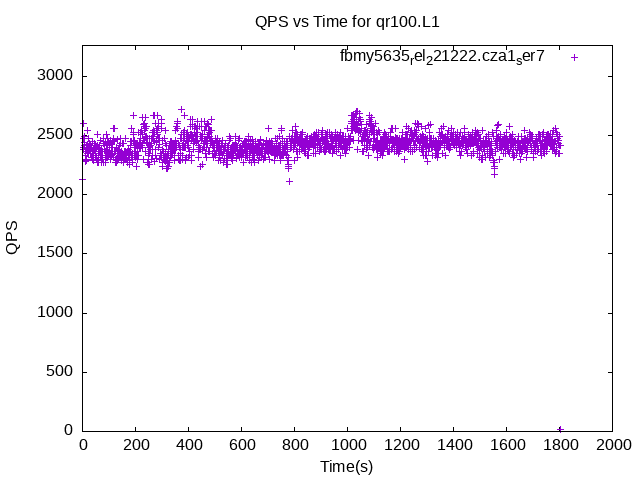 QPS vs Time for qr100.L1
fbmy5635rel221222.cza1ser7
3000
2500
2000
1500
1000
500
0
QPS
0 200 400 600 800 1000 1200 1400 1600 1800 2000
Time(s)